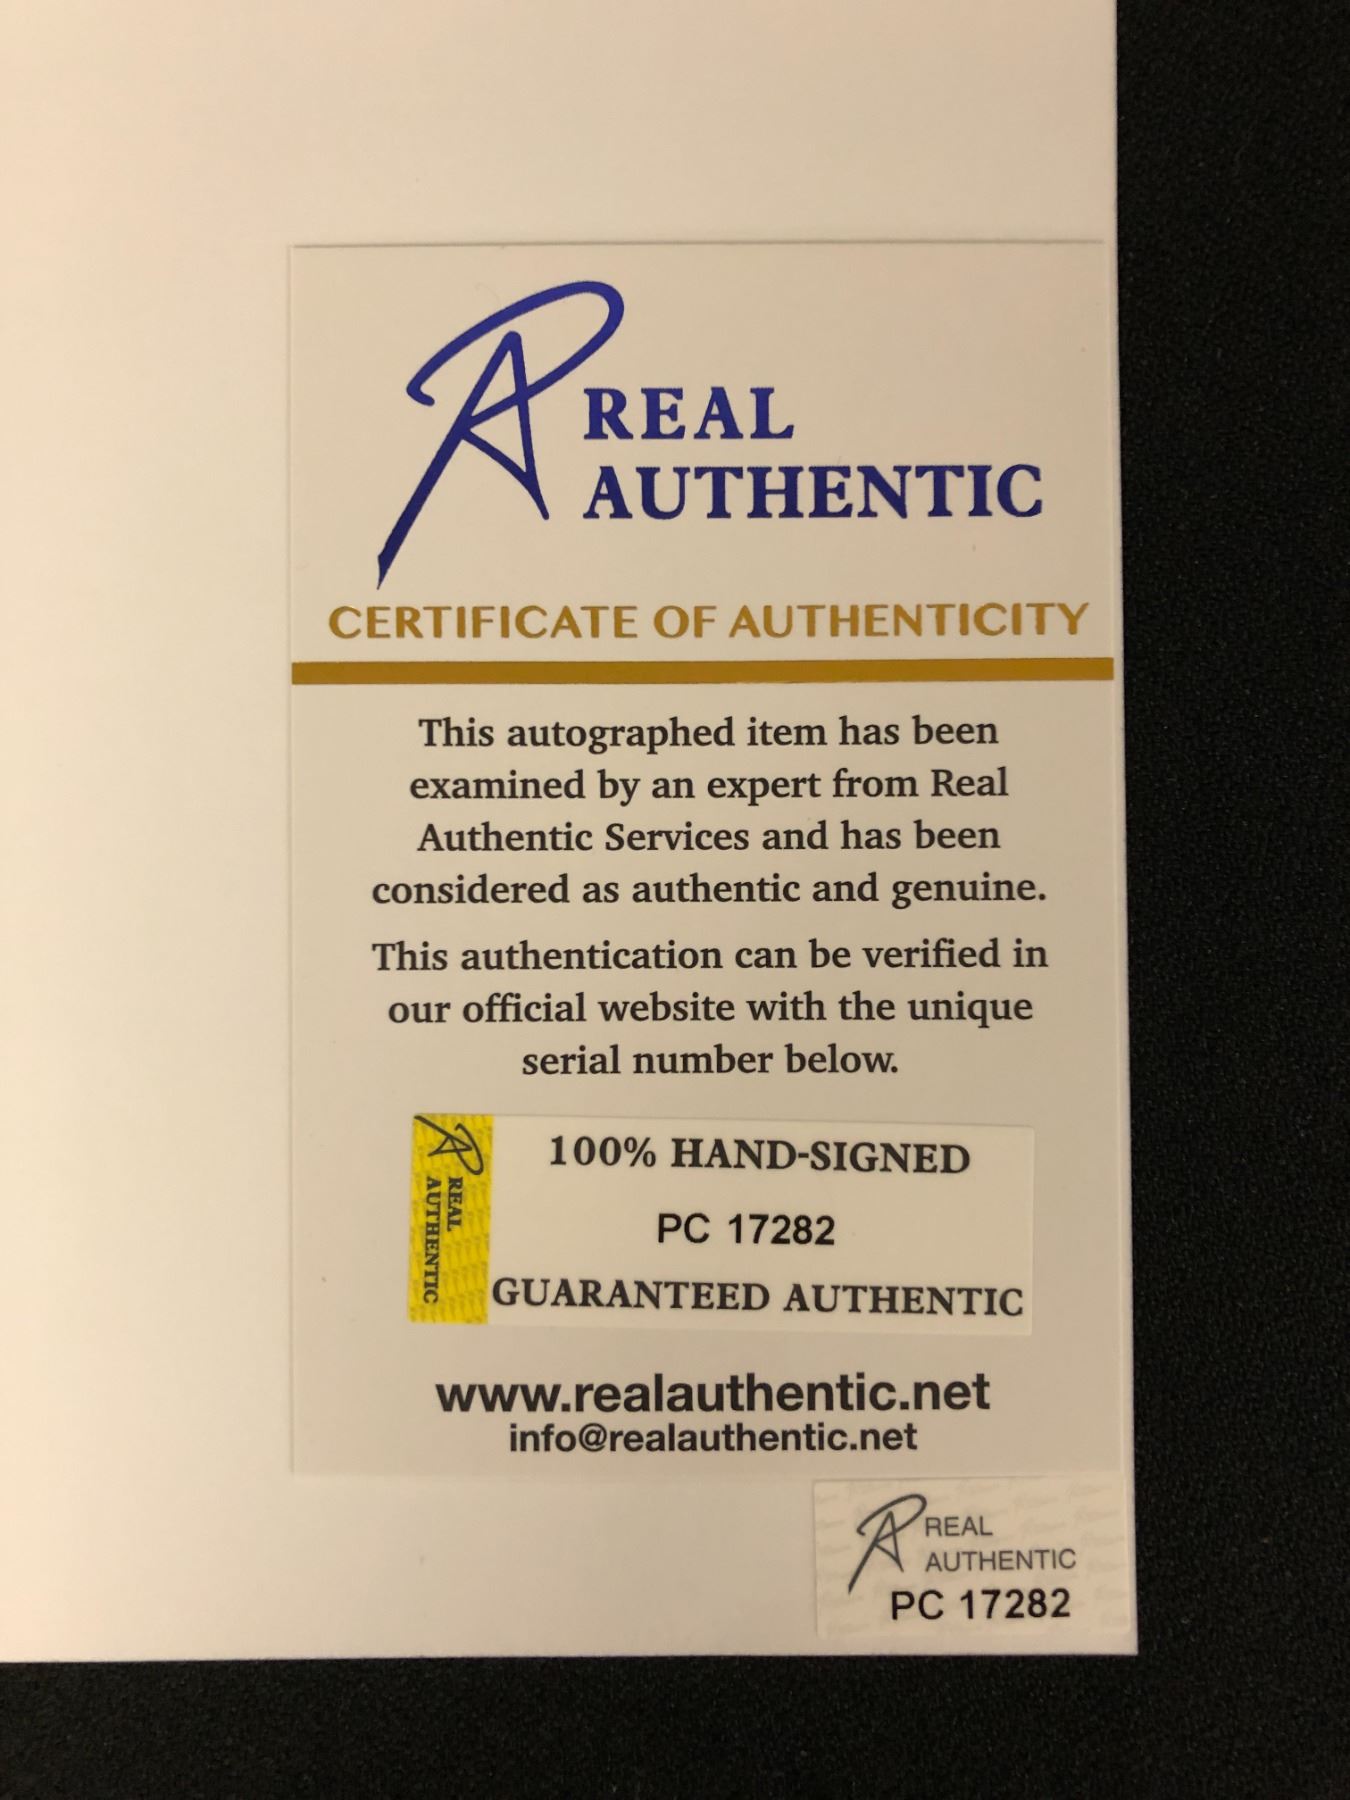 REAL
AUTHENTIC
CERTIFICATE OF AUTHENTICITY
This autographed item has been
examined by an expert from Real
Authentic Services and has been
considered as authentic and genuine.
This authentication can be verified in
our official website with the unique
serial number below.
REAL
AUTHENTIC
100% HAND-SIGNED
PC 17282
GUARANTEED AUTHENTIC
www.realauthentic.net
info@realauthentic.net
REAL
AUTHENTIC
PC 17282